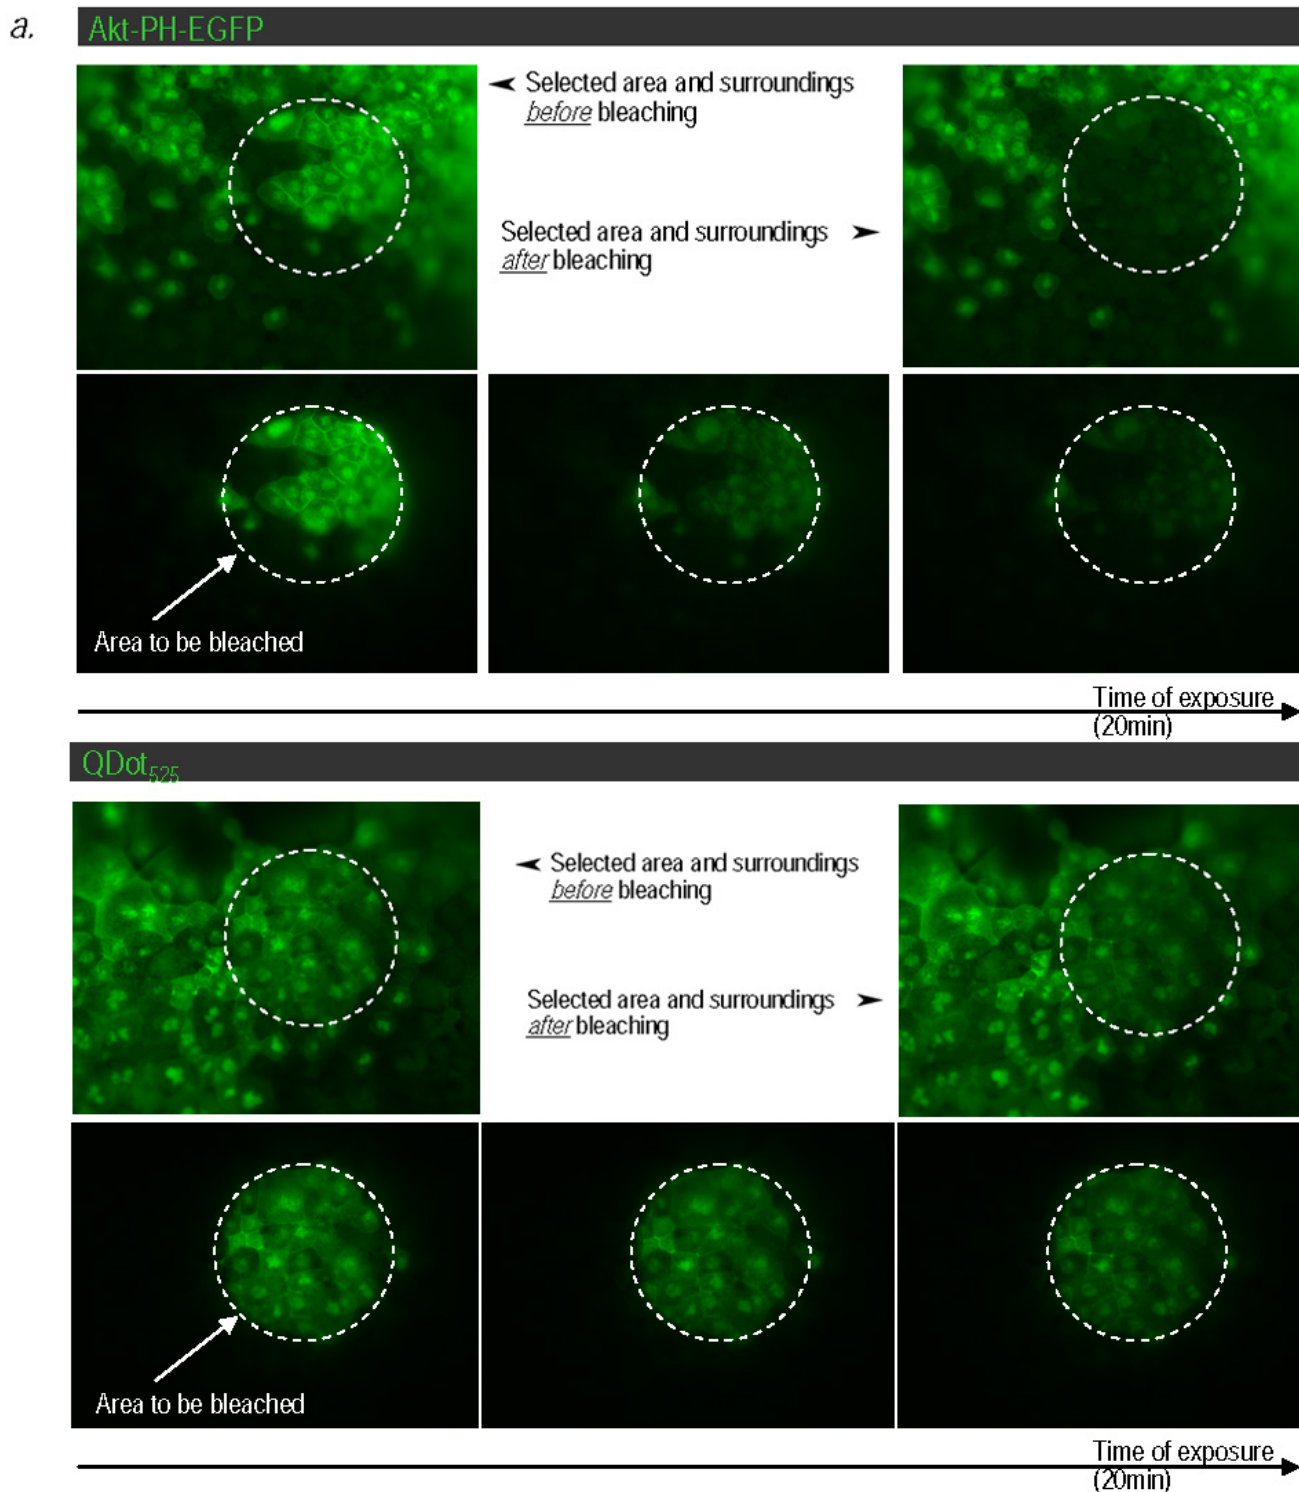 a.
Akt-PH-EGFP
Selected area and surroundings
before bleaching
Selected area and surroundings
after bleaching
Area to be bleached
Time of exposure
(20min)
QDot525
Selected area and surroundings
before bleaching
Selected area and surroundings
after bleaching
Area to be bleached
Time of exposure
(20min)